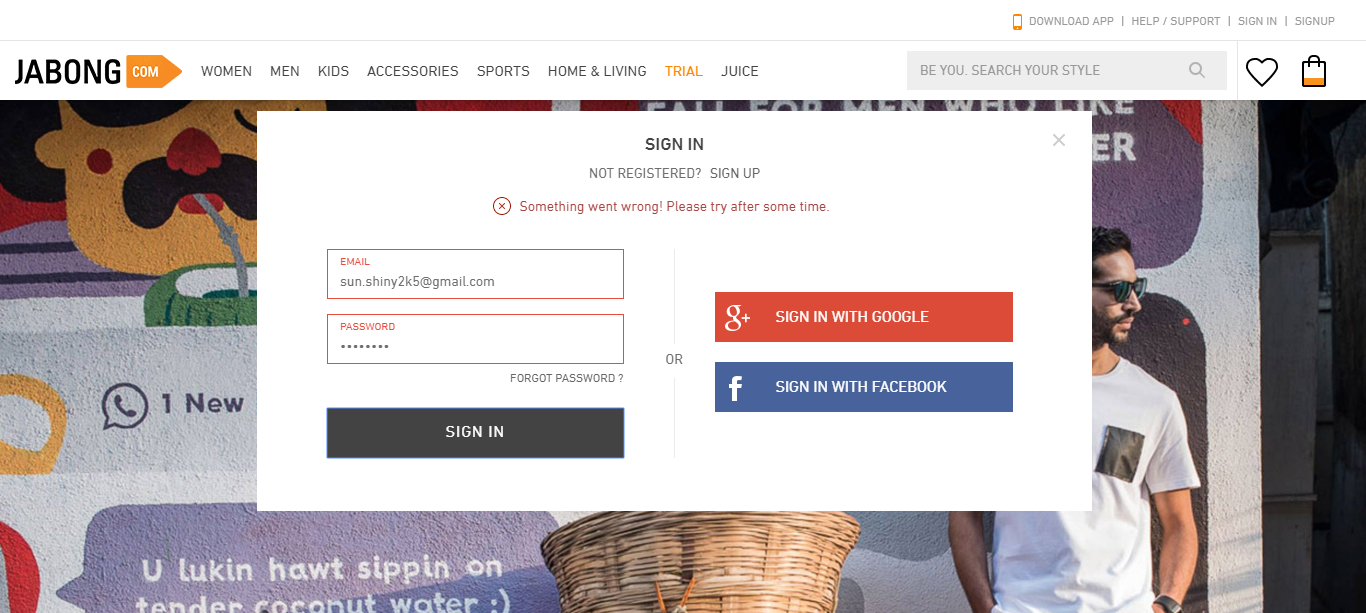 DOWNLOAD APP | HELP / SUPPORT | SIGN IN | SIGNUP
JABONG COM WOMEN MEN KIDS ACCESSORIES SPORTS HOME & LIVING TRIAL JUICE BE YOU. SEARCH YOUR STYLE
FALL FOR MEN WHO LIKE
ER
SIGN IN
NOT REGISTERED? SIGN UP
Something went wrong! Please try after some time.
EMAIL
sun.shiny2k5@gmail.com
PASSWORD
••••••••
FORGOT PASSWORD ?
SIGN IN
OR
g+ SIGN IN WITH GOOGLE
f SIGN IN WITH FACEBOOK
1 New
U lukin hawt sippin on
tender coconut water :)